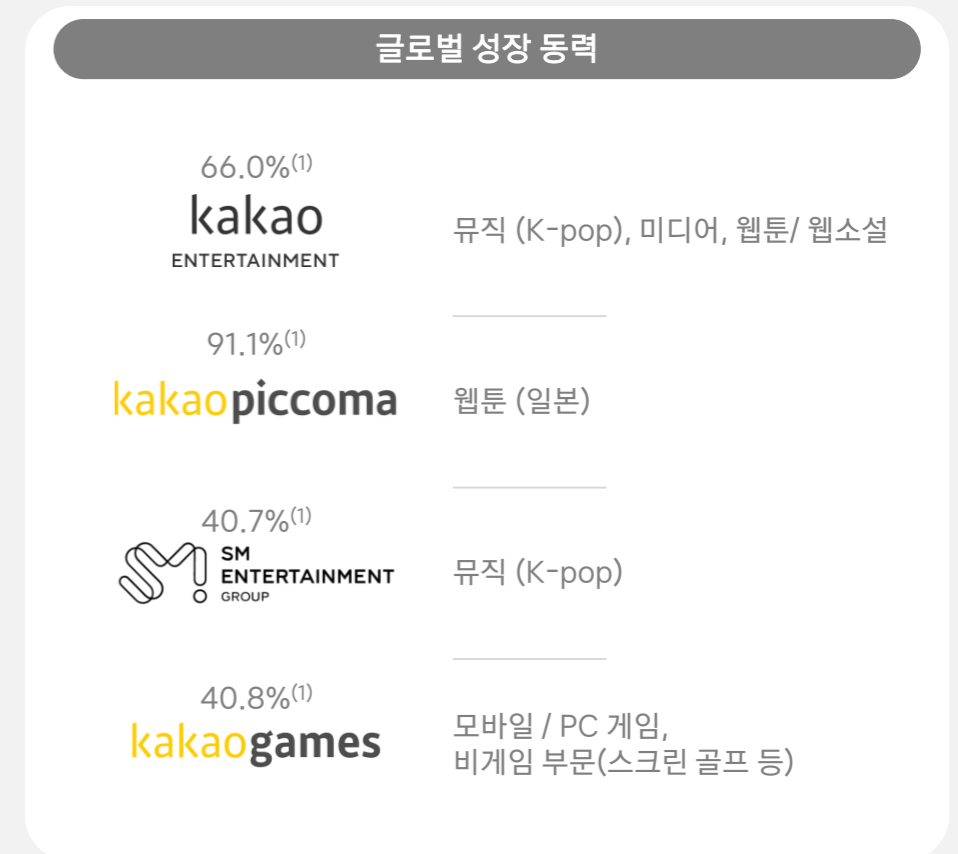 글로벌 성장 동력
66.0%(1)
kakao
ENTERTAINMENT
뮤직 (K-pop), 미디어, 웹툰/ 웹소설
91.1%(1)
kakaopiccoma
웹툰 (일본)
40.7%(1)
SM
ENTERTAINMENT
GROUP
뮤직 (K-pop)
40.8%(1)
kakaogames
모바일 / PC 게임,
비게임 부문(스크린 골프 등)